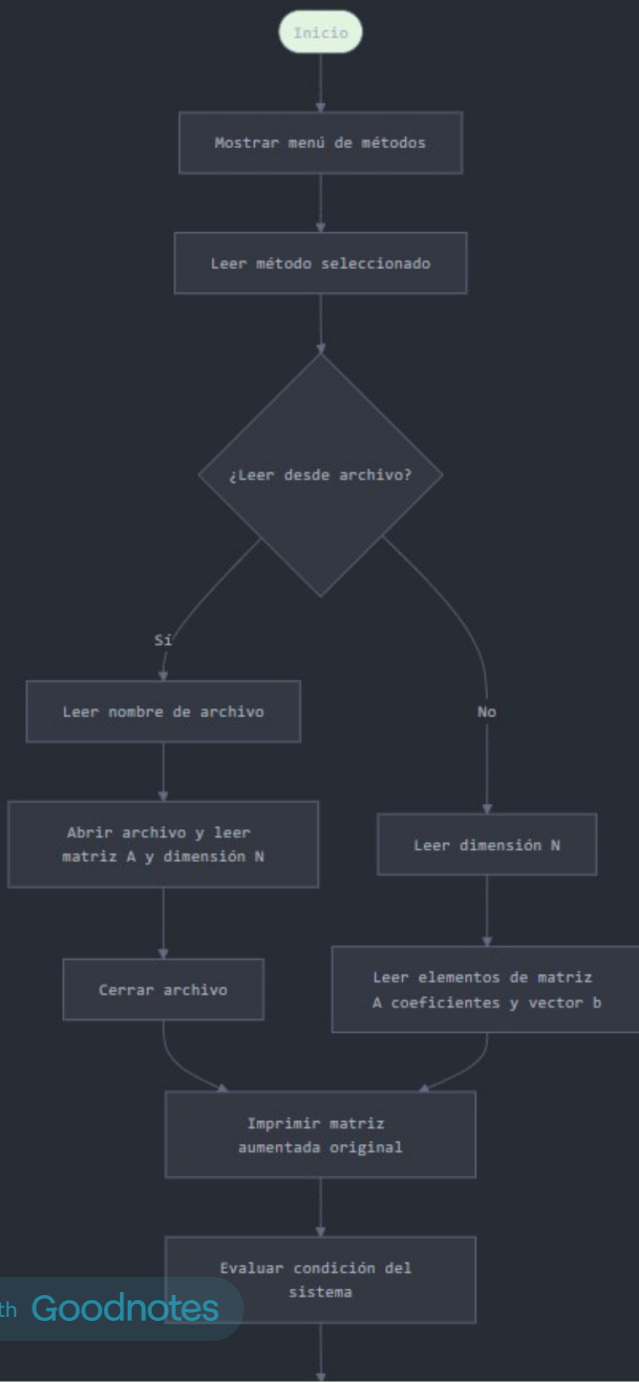 Inicio
Mostrar menú de métodos
Leer método seleccionado
¿Leer desde archivo?
Sí
No
Leer nombre de archivo
Abrir archivo y leer
matriz A y dimensión N
Leer dimensión N
Cerrar archivo
Leer elementos de matriz
A coeficientes y vector b
Imprimir matriz
aumentada original
Evaluar condición del
sistema
th Goodnotes